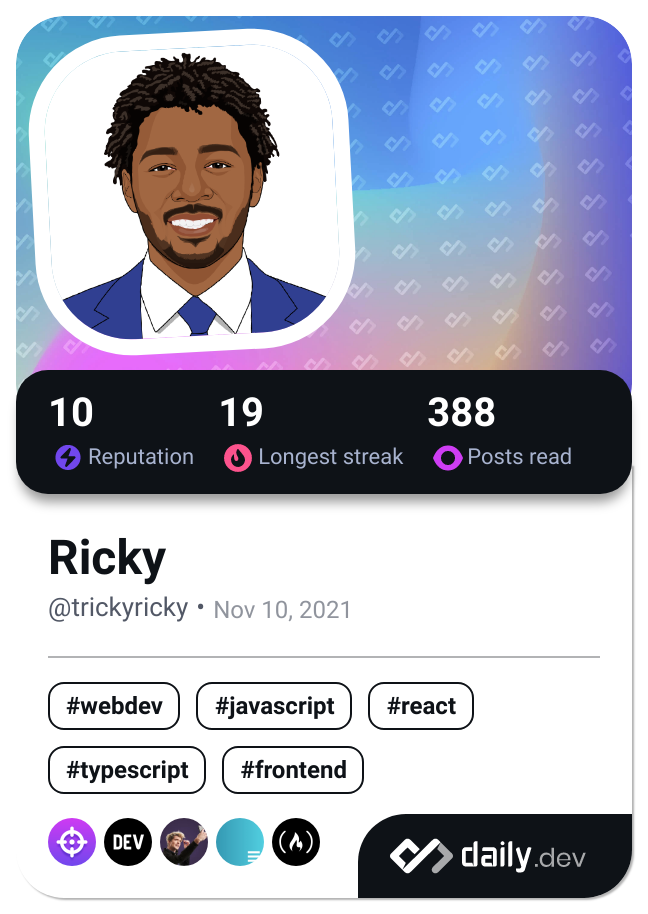 10 19 388
Reputation Longest streak Posts read
Ricky
@trickyricky • Nov 10, 2021
#webdev #javascript #react
#typescript #frontend
DEV
daily.dev